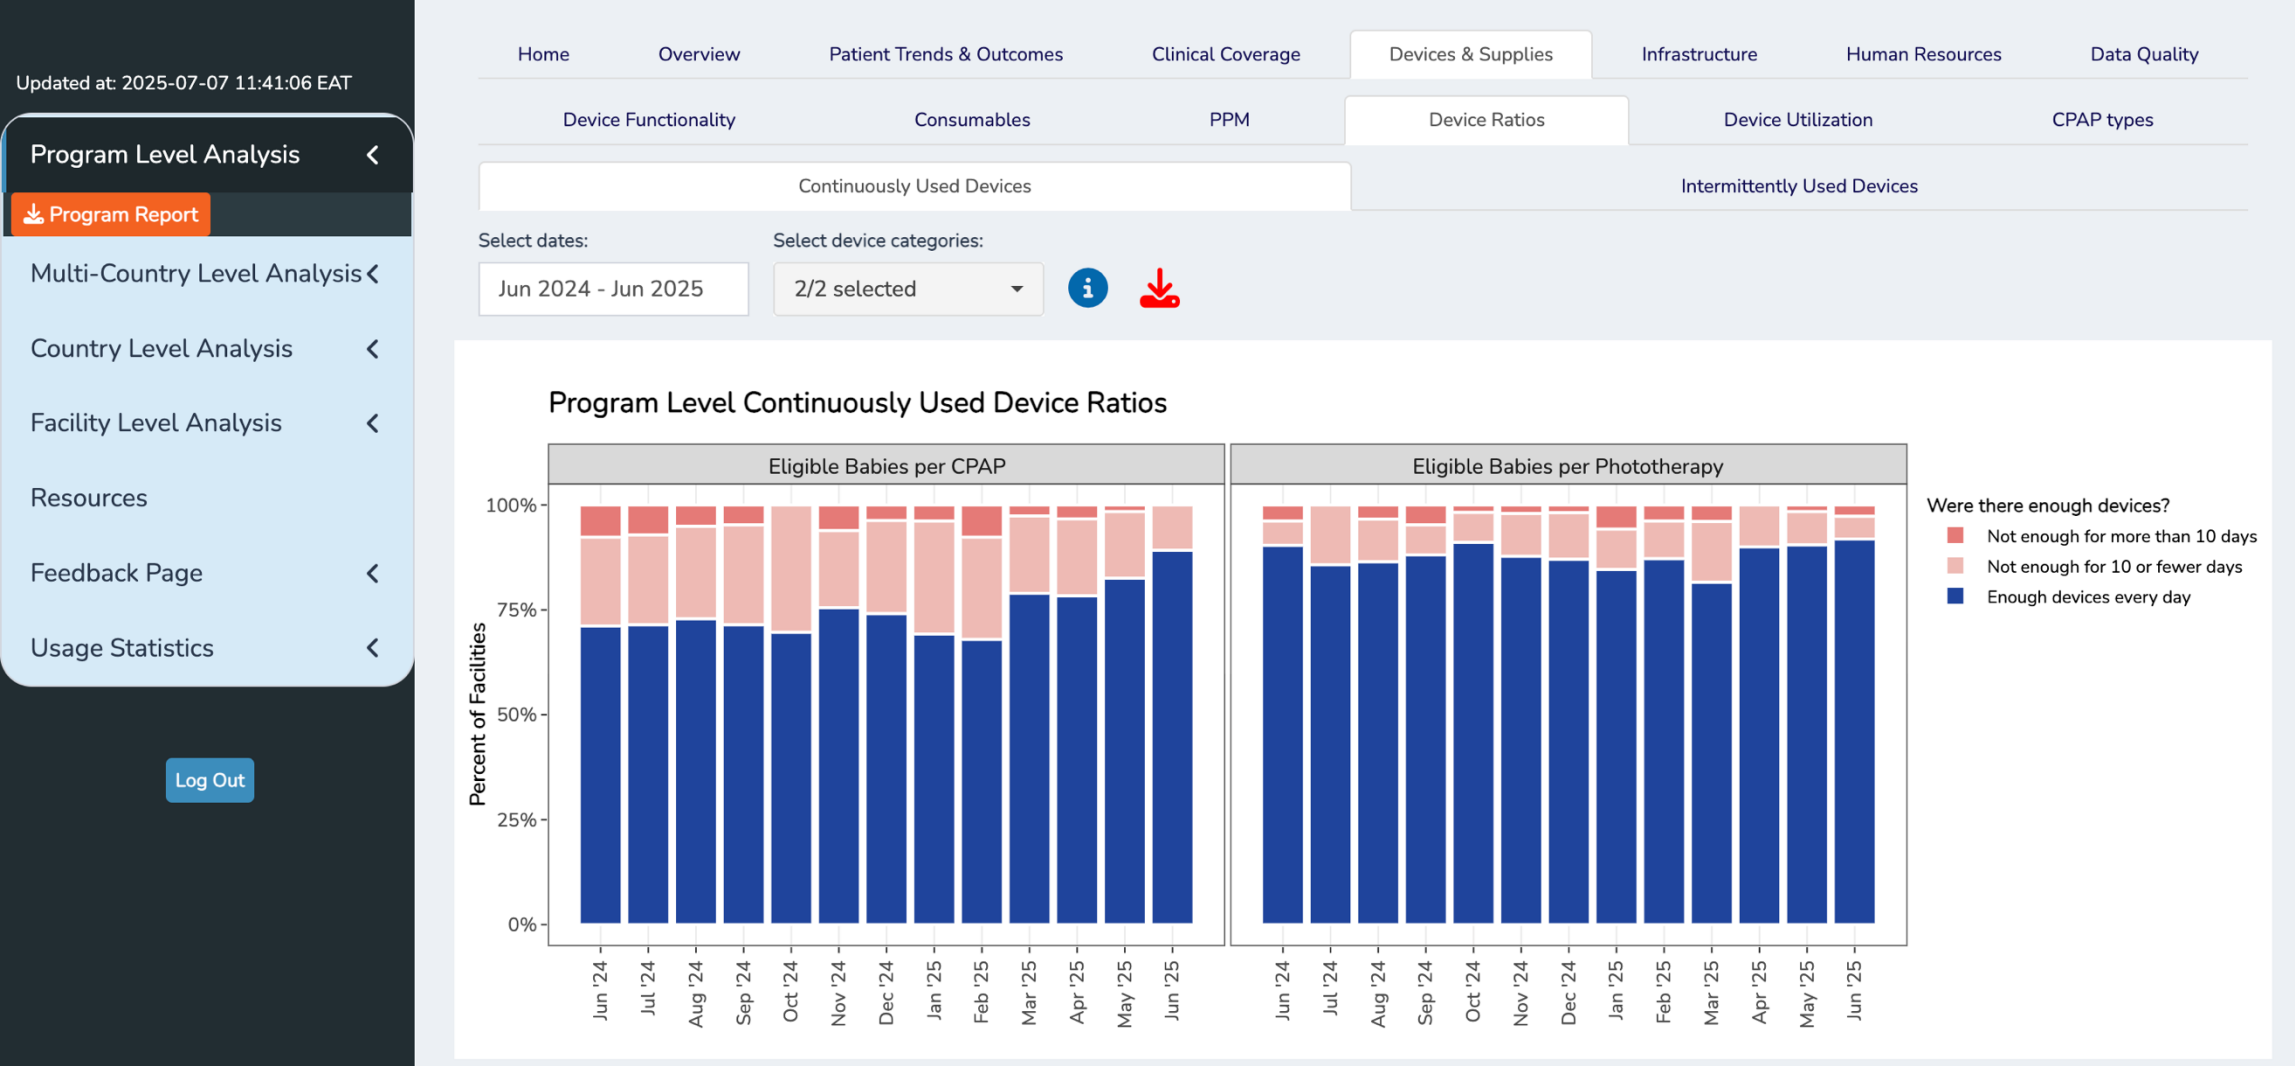 Updated at: 2025-07-07 11:41:06 EAT
Program Level Analysis
Program Report
Multi-Country Level Analysis
Country Level Analysis
Facility Level Analysis
Resources
Feedback Page
Usage Statistics
Log Out
Home Overview Patient Trends & Outcomes Clinical Coverage Devices & Supplies Infrastructure Human Resources Data Quality
Device Functionality Consumables PPM Device Ratios Device Utilization CPAP types
Continuously Used Devices Intermittently Used Devices
Select dates: Select device categories:
Jun 2024 - Jun 2025 2/2 selected
Program Level Continuously Used Device Ratios
Eligible Babies per CPAP Eligible Babies per Phototherapy
Percent of Facilities
100%
75%
50%
25%
0%
Jun '24 Jul '24 Aug '24 Sep '24 Oct '24 Nov '24 Dec '24 Jan '25 Feb '25 Mar '25 Apr '25 May '25 Jun '25
Jun '24 Jul '24 Aug '24 Sep '24 Oct '24 Nov '24 Dec '24 Jan '25 Feb '25 Mar '25 Apr '25 May '25 Jun '25
Were there enough devices?
Not enough for more than 10 days
Not enough for 10 or fewer days
Enough devices every day